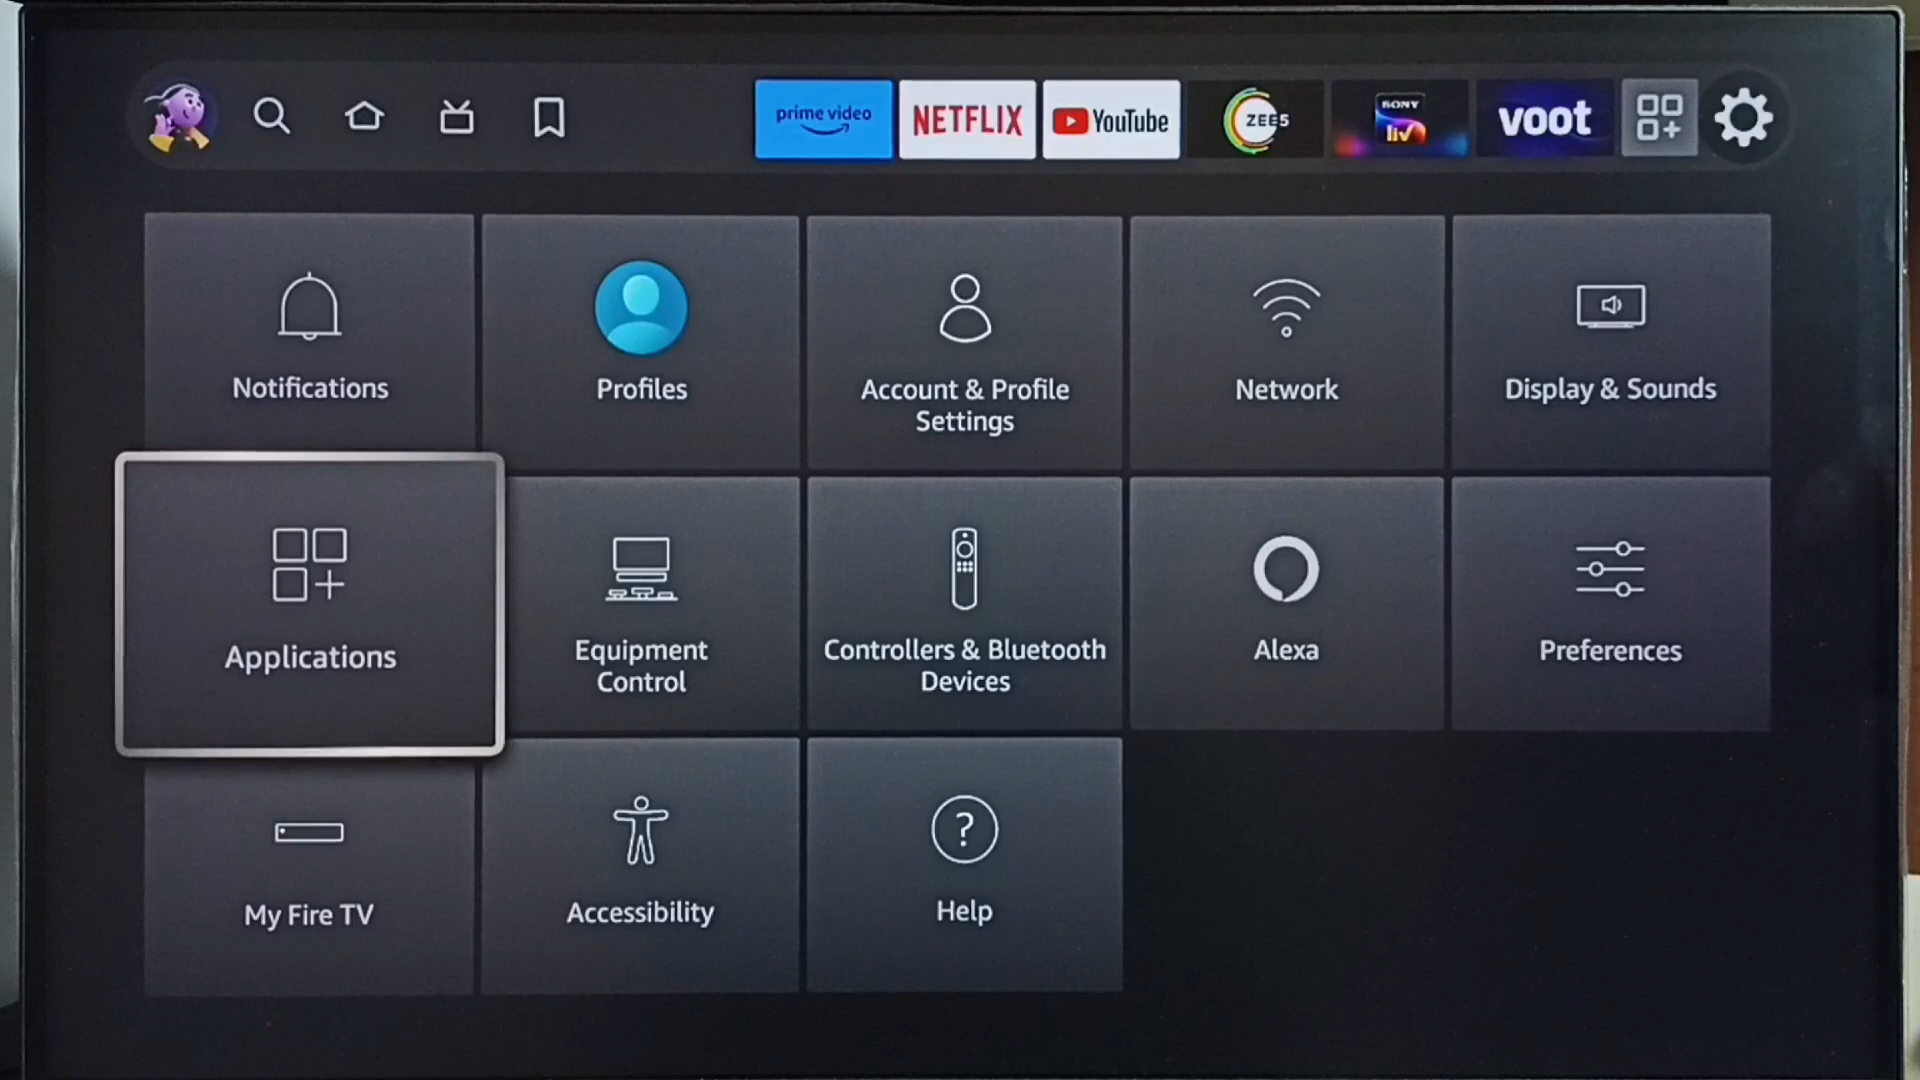 prime video
NETFLIX
YouTube
ZEE5
SONY
liv
voot
Notifications
Profiles
Account & Profile
Settings
Network
Display & Sounds
Applications
Equipment
Control
Controllers & Bluetooth
Devices
Alexa
Preferences
My Fire TV
Accessibility
?
Help